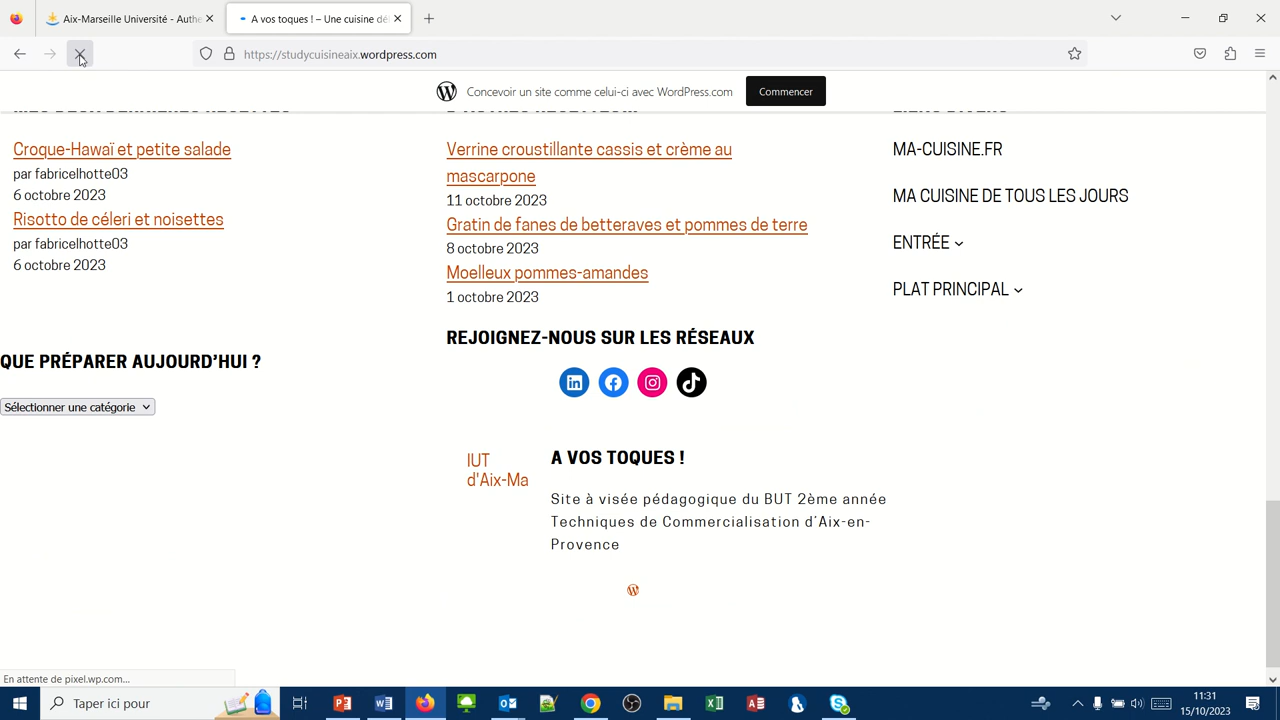 Aix-Marseille Université - Authe
A vos toques ! – Une cuisine dé
https://studycuisineaix.wordpress.com
Concevoir un site comme celui-ci avec WordPress.com
Commencer
Croque-Hawaï et petite salade
par fabricelhotte03
6 octobre 2023
Risotto de céleri et noisettes
par fabricelhotte03
6 octobre 2023
QUE PRÉPARER AUJOURD’HUI ?
Sélectionner une catégorie
Verrine croustillante cassis et crème au
mascarpone
11 octobre 2023
Gratin de fanes de betteraves et pommes de terre
8 octobre 2023
Moelleux pommes-amandes
1 octobre 2023
REJOIGNEZ-NOUS SUR LES RÉSEAUX
MA-CUISINE.FR
MA CUISINE DE TOUS LES JOURS
ENTRÉE
PLAT PRINCIPAL
IUT
d'Aix-Ma
A VOS TOQUES !
Site à visée pédagogique du BUT 2ème année
Techniques de Commercialisation d’Aix-en-
Provence
En attente de pixel.wp.com...
Taper ici pour
11:31
15/10/2023